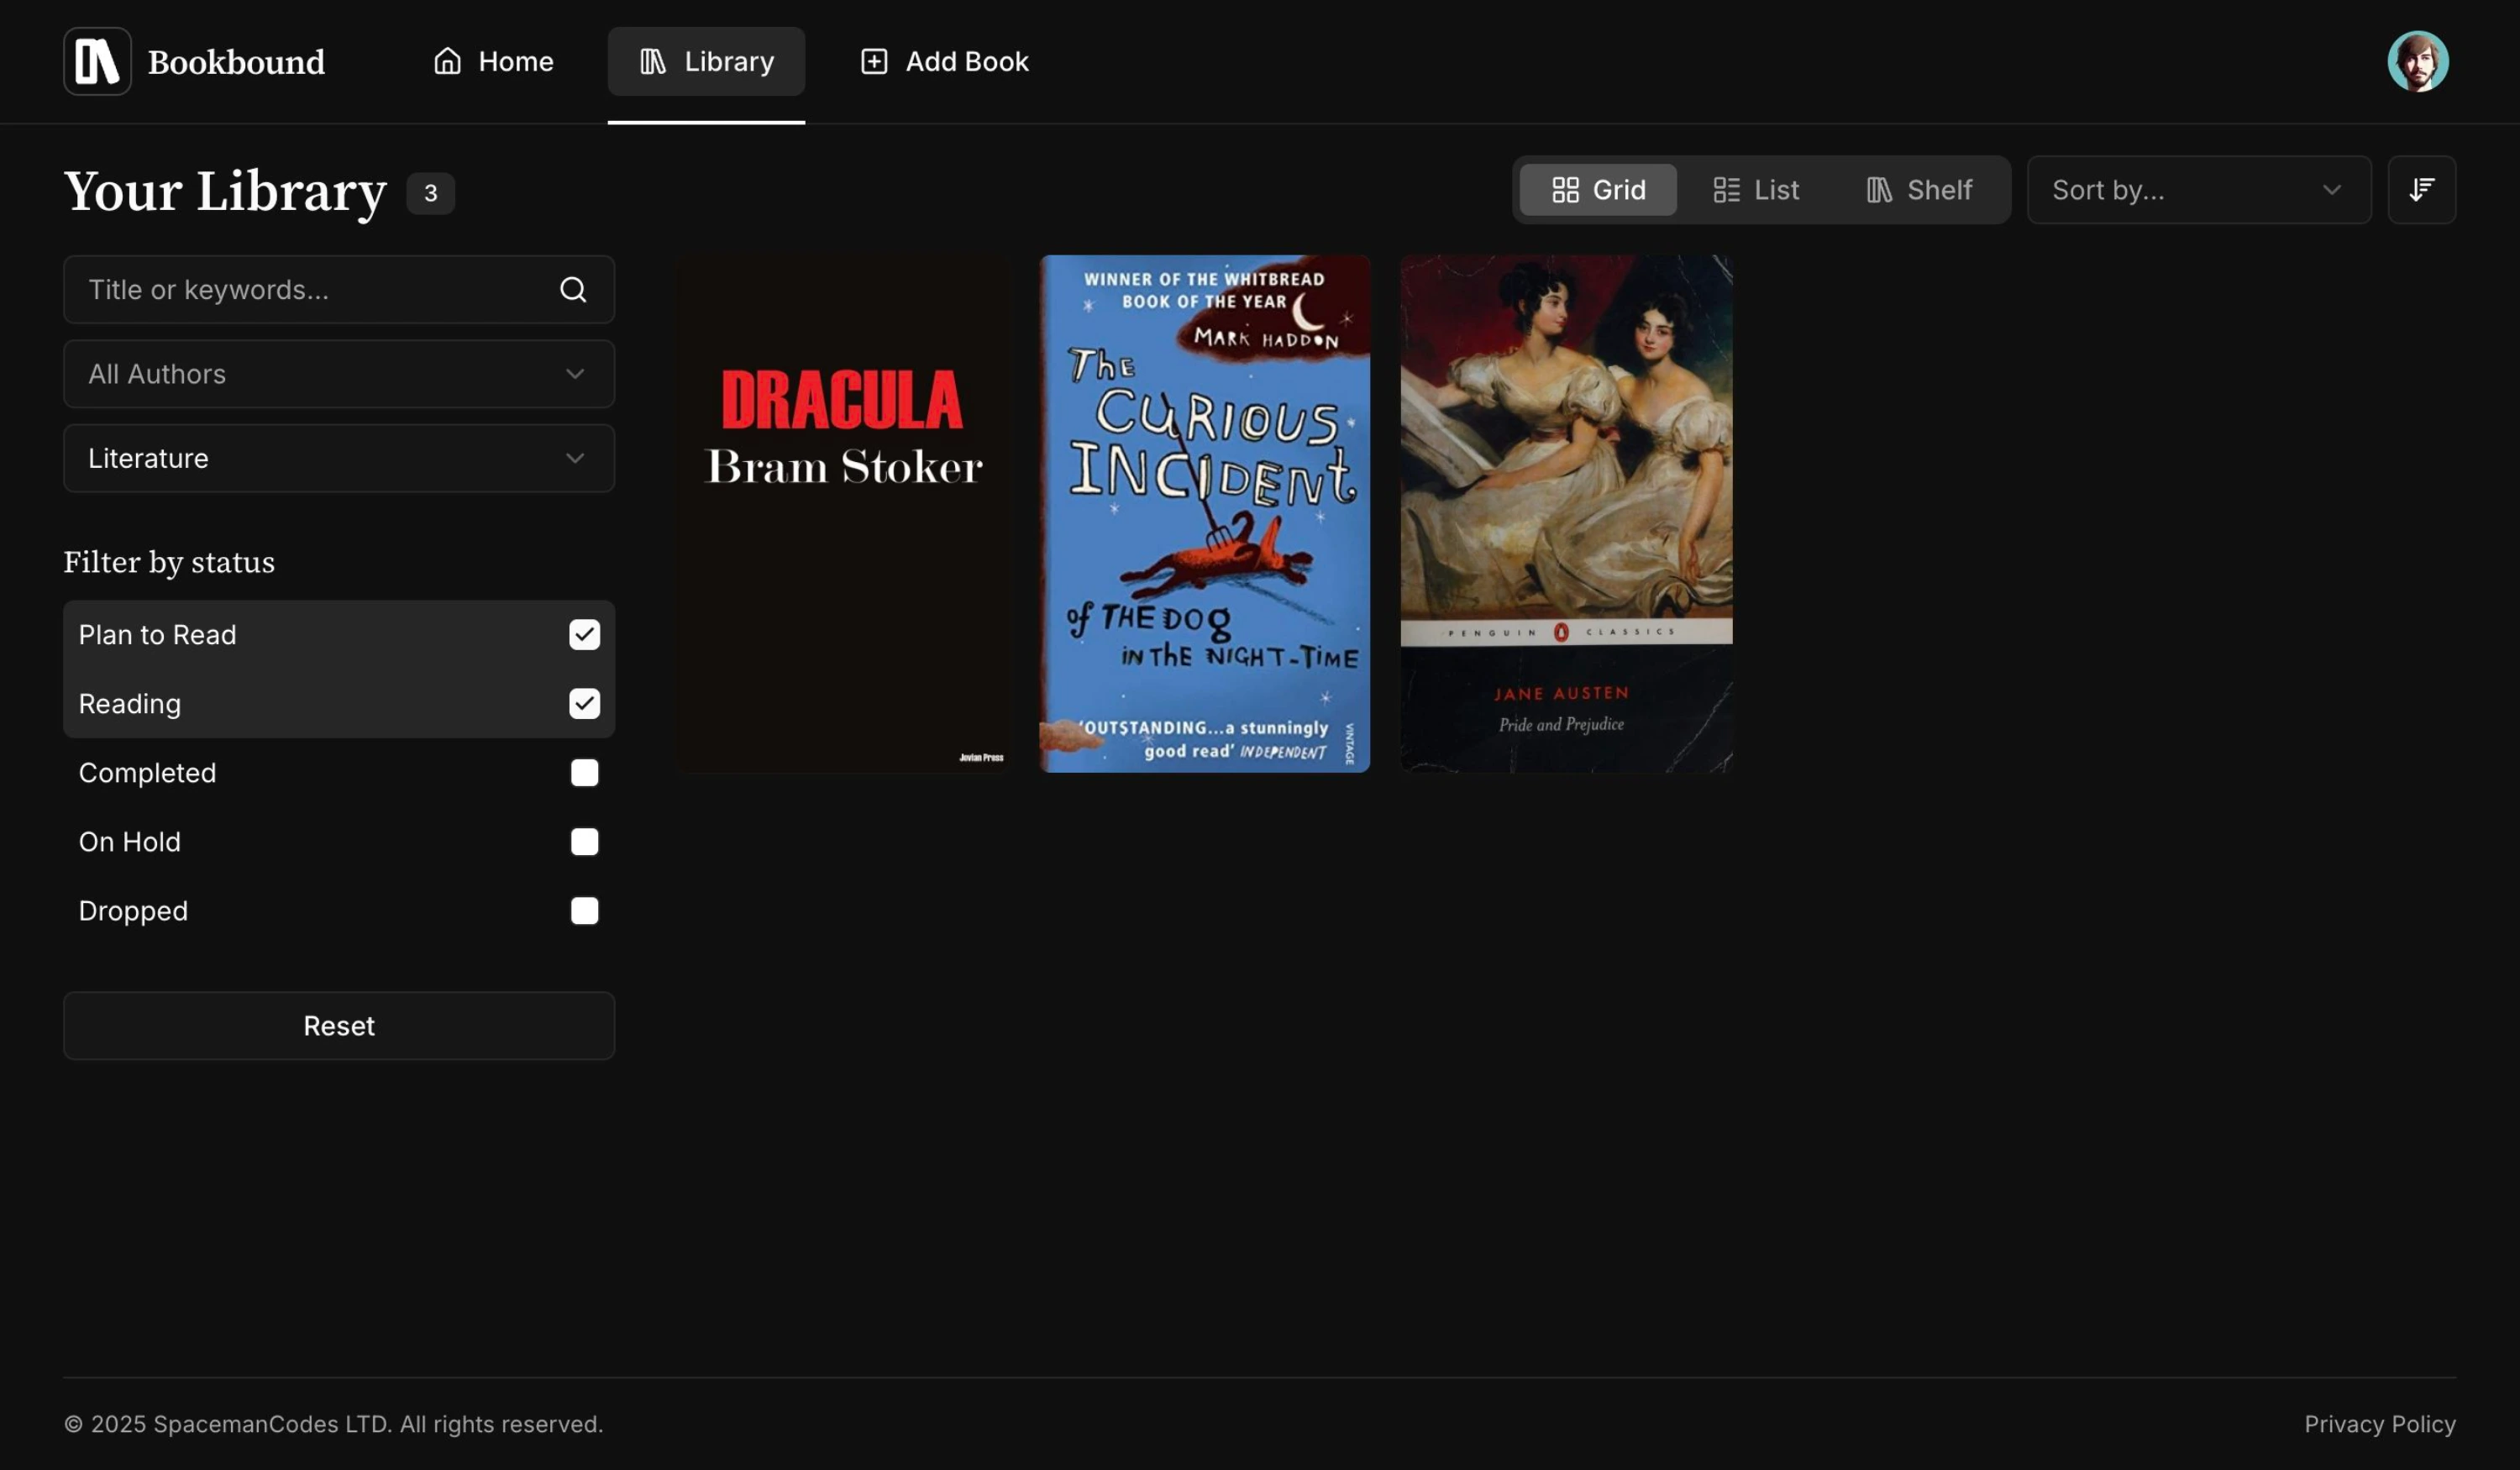 Bookbound
Home
Library
Add Book
Your Library
3
Grid
List
Shelf
Sort by...
Title or keywords...
All Authors
Literature
Filter by status
Plan to Read
Reading
Completed
On Hold
Dropped
Reset
DRACULA
Bram Stoker
Jovian Press
WINNER OF THE WHITBREAD
BOOK OF THE YEAR
MARK HADDON
The
CURIOUS
INCIDENT
of THE DOG
iN ThE NIGHT-TiME
'OUTSTANDING...a stunningly
good read' INDEPENDENT
VINTAGE
PENGUIN CLASSICS
JANE AUSTEN
Pride and Prejudice
© 2025 SpacemanCodes LTD. All rights reserved.
Privacy Policy